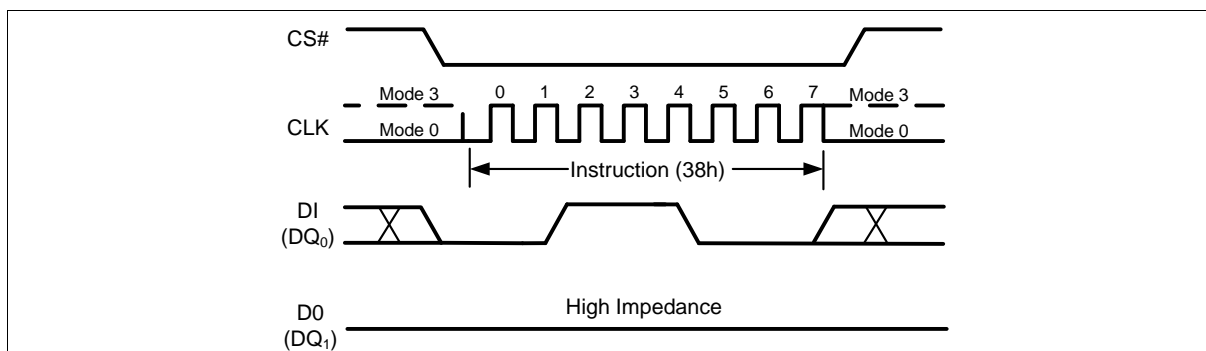 CS#
Mode 3 0 1 2 3 4 5 6 7 Mode 3
CLK Mode 0 Mode 0
Instruction (38h)
DI
(DQ0)
High Impedance
D0
(DQ1)